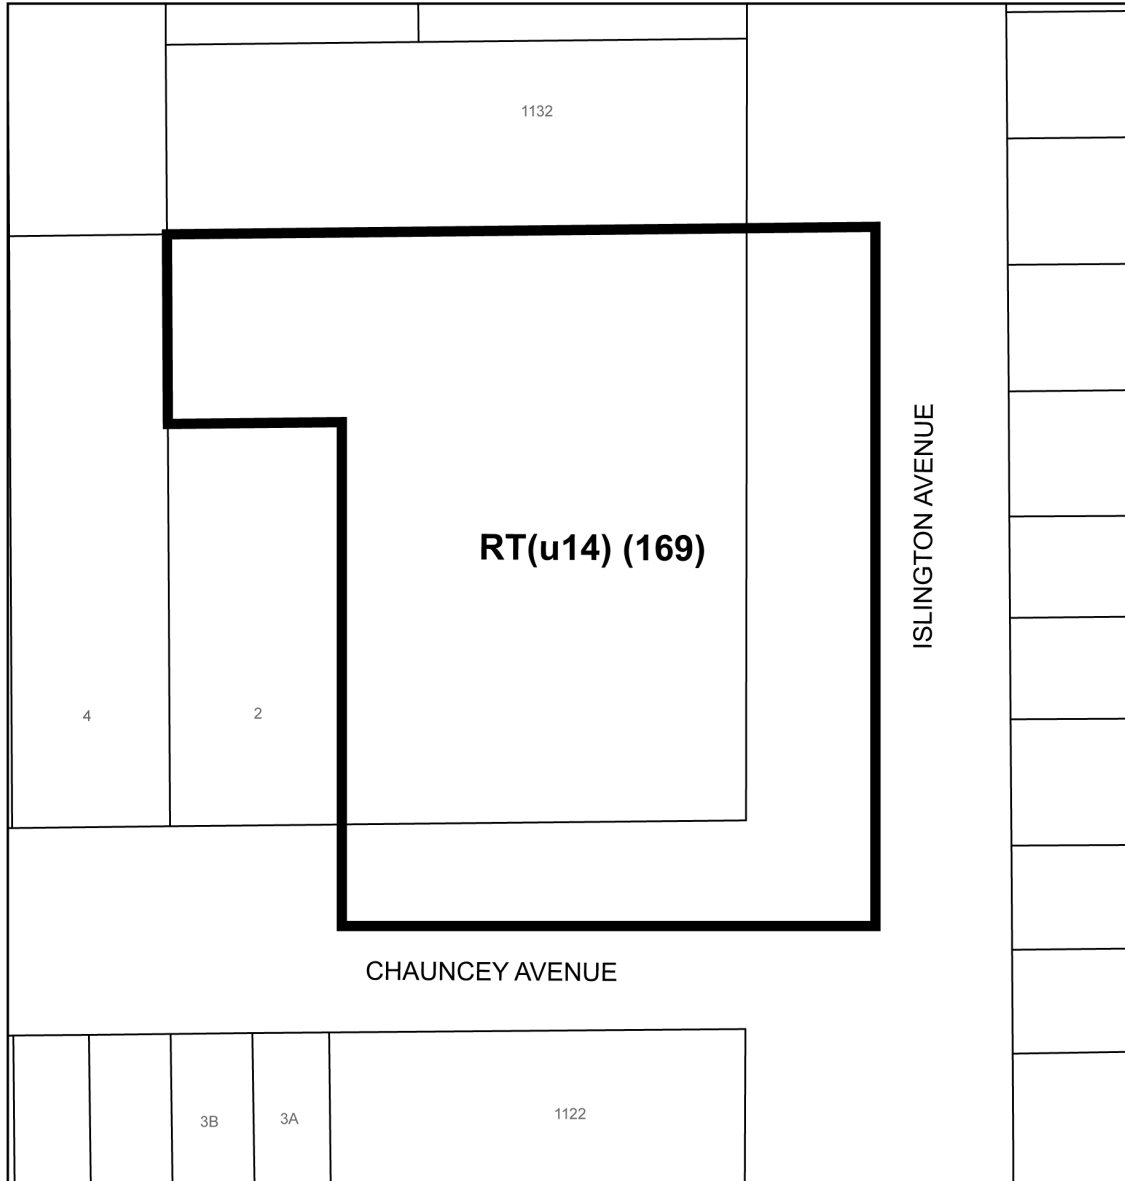 1132
ISLINGTON AVENUE
RT(u14) (169)
4
2
CHAUNCEY AVENUE
3B
3A
1122